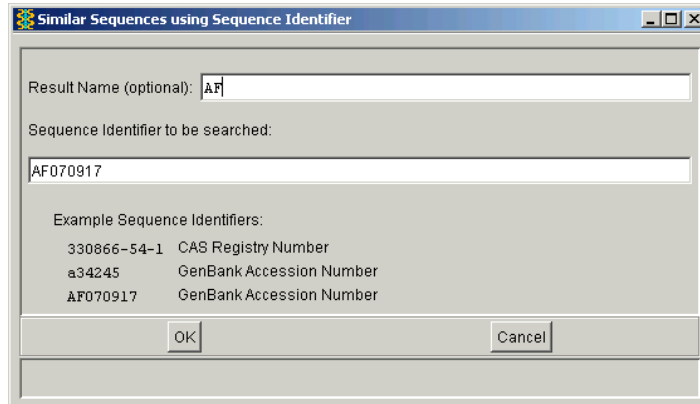 Similar Sequences using Sequence Identifier
Result Name (optional): AF
Sequence Identifier to be searched:
AF070917
Example Sequence Identifiers:
330866-54-1 CAS Registry Number
a34245 GenBank Accession Number
AF070917 GenBank Accession Number
OK Cancel